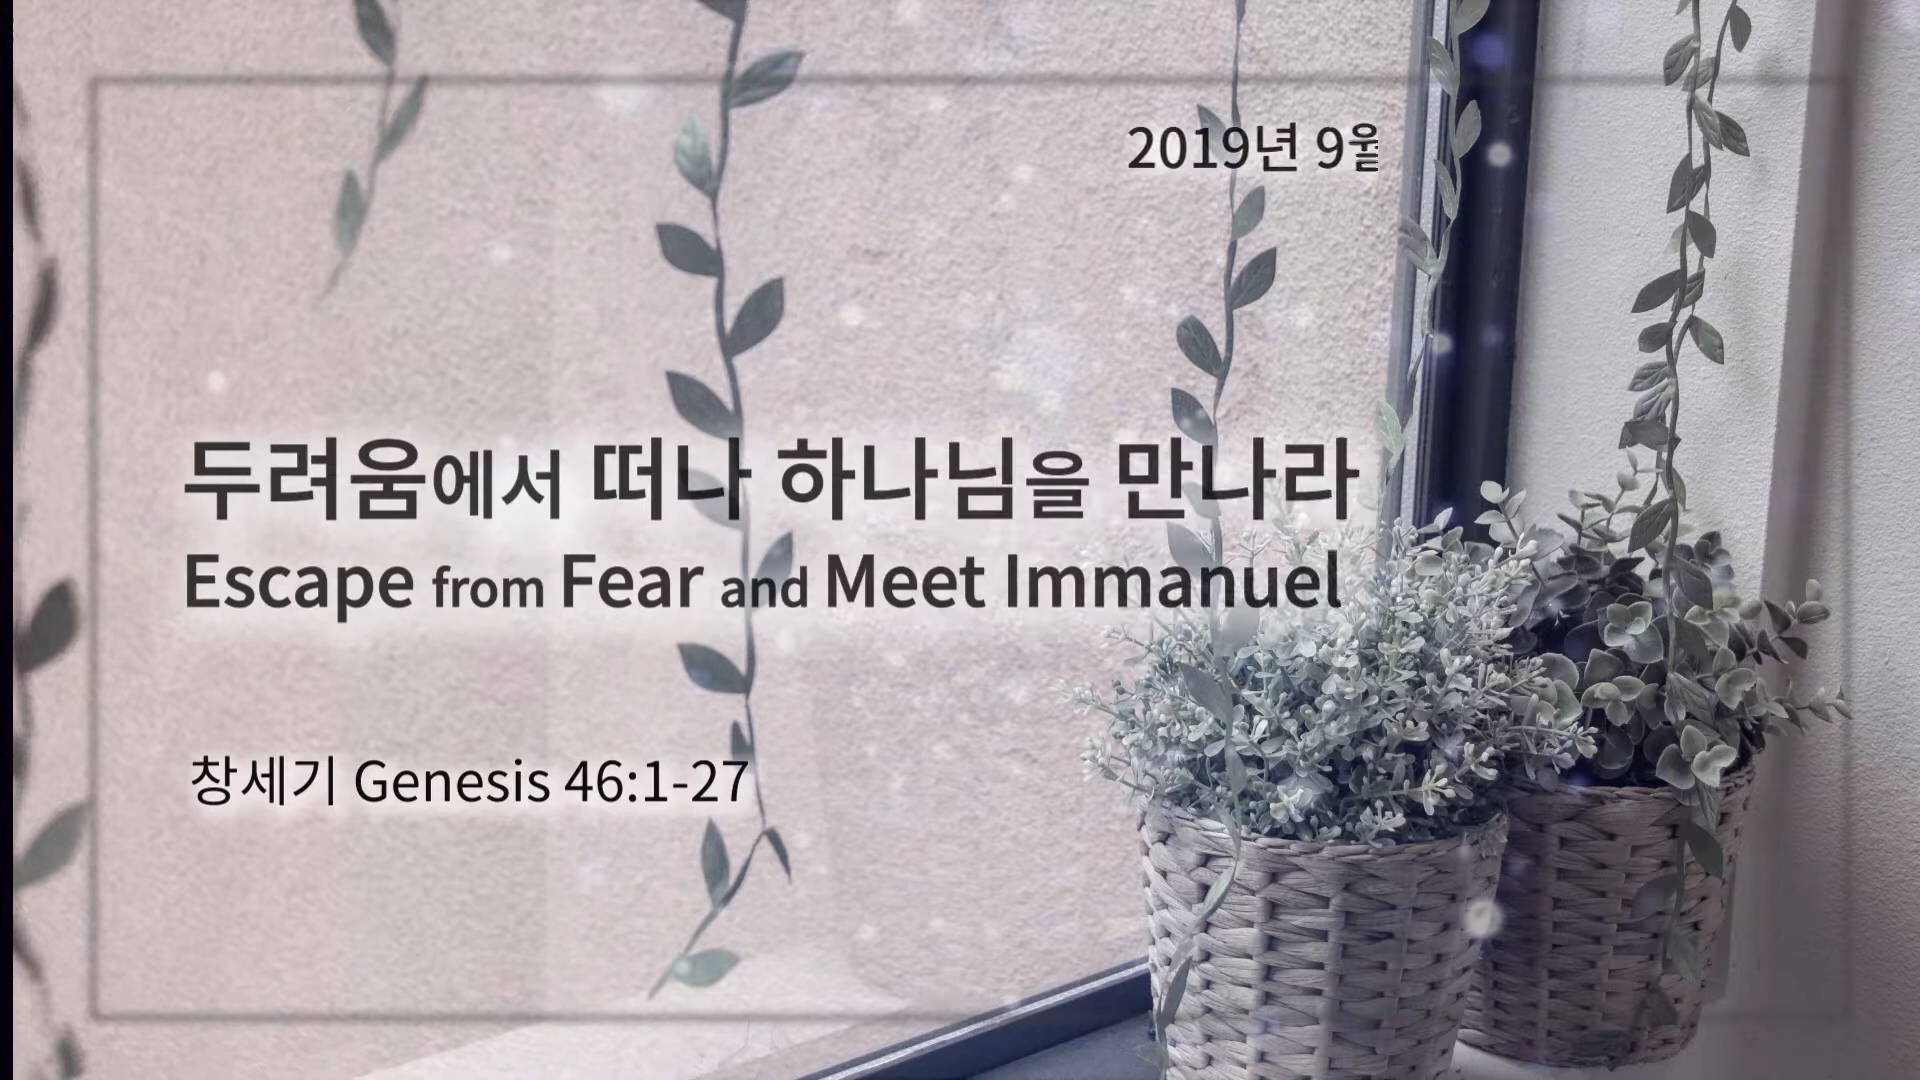 2019년 9월
두려움에서 떠나 하나님을 만나라
Escape from Fear and Meet Immanuel
창세기 Genesis 46:1-27